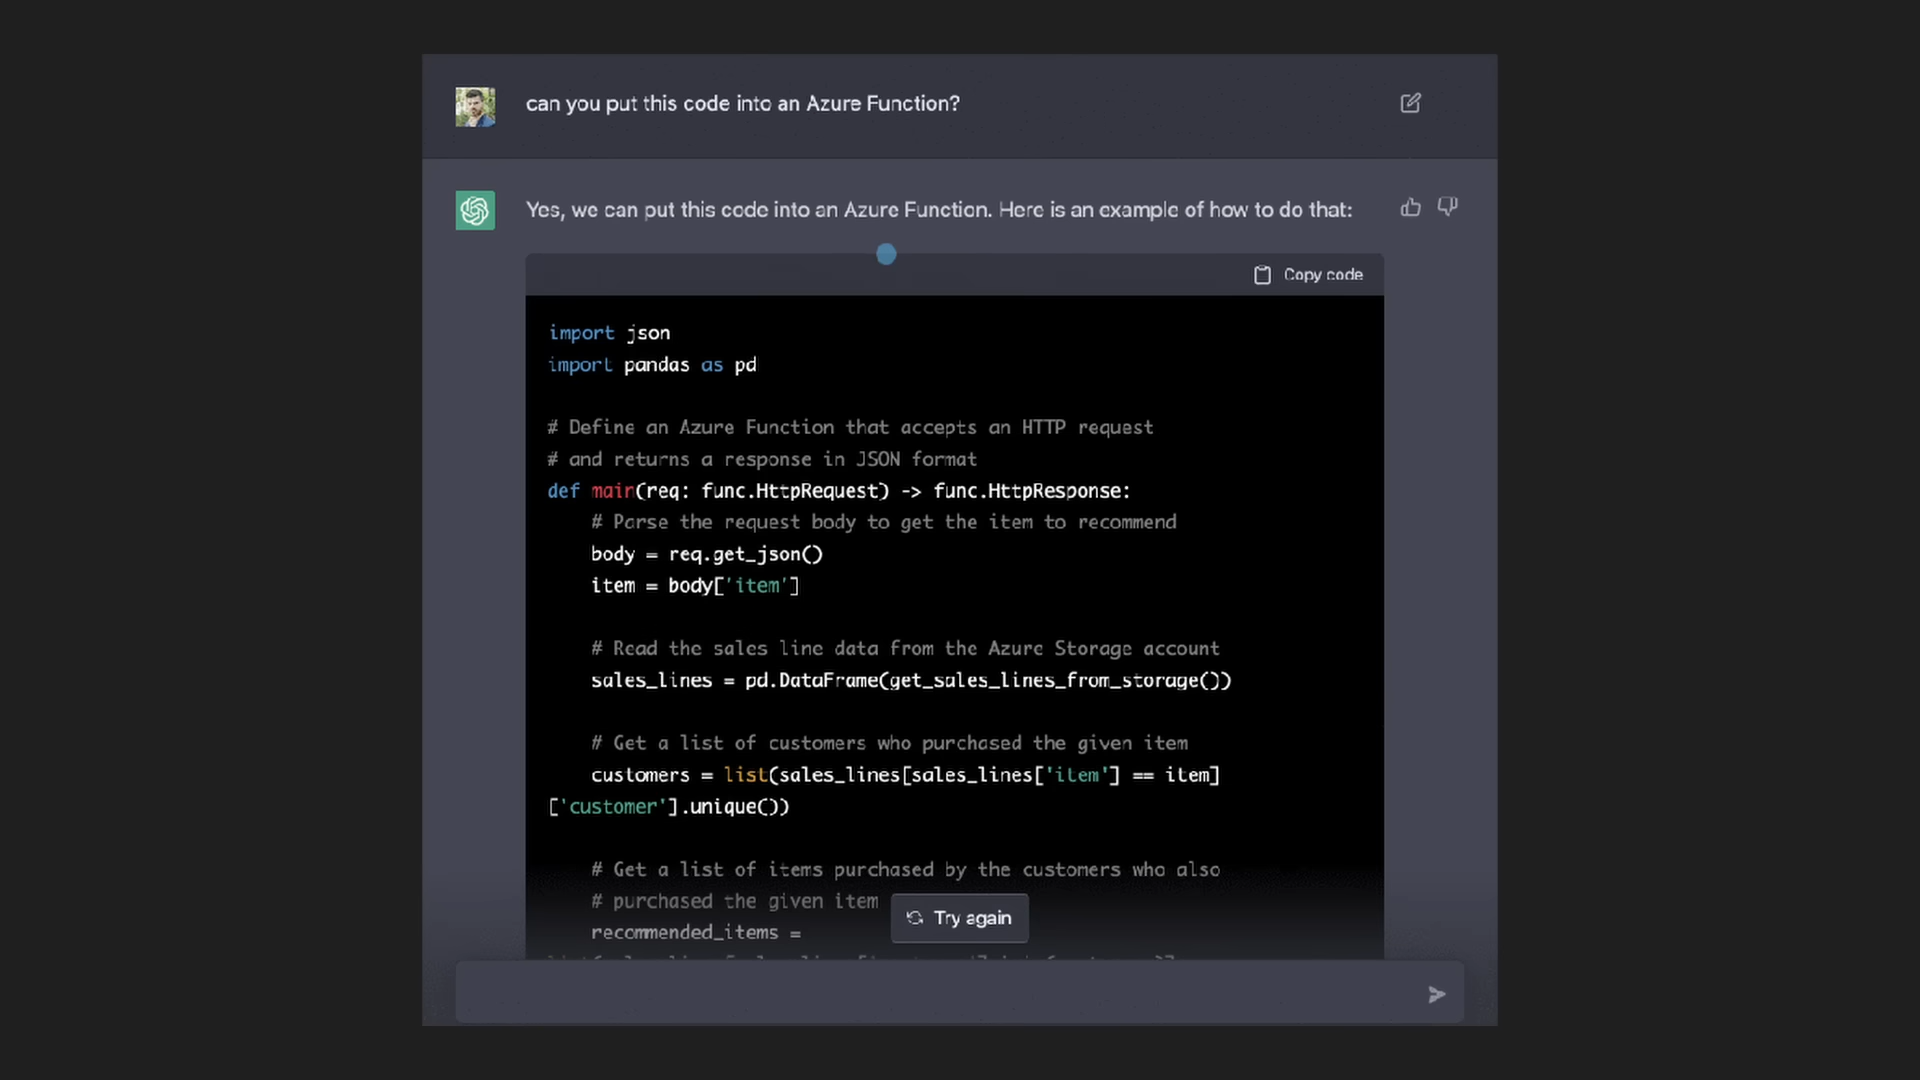 can you put this code into an Azure Function?
Yes, we can put this code into an Azure Function. Here is an example of how to do that:
Copy code
import json
import pandas as pd
# Define an Azure Function that accepts an HTTP request
# and returns a response in JSON format
def main(req: func.HttpRequest) -> func.HttpResponse:
# Parse the request body to get the item to recommend
body = req.get_json()
item = body['item']
# Read the sales line data from the Azure Storage account
sales_lines = pd.DataFrame(get_sales_lines_from_storage())
# Get a list of customers who purchased the given item
customers = list(sales_lines[sales_lines['item'] == item]
['customer'].unique())
# Get a list of items purchased by the customers who also
# purchased the given item
recommended_items =
Try again